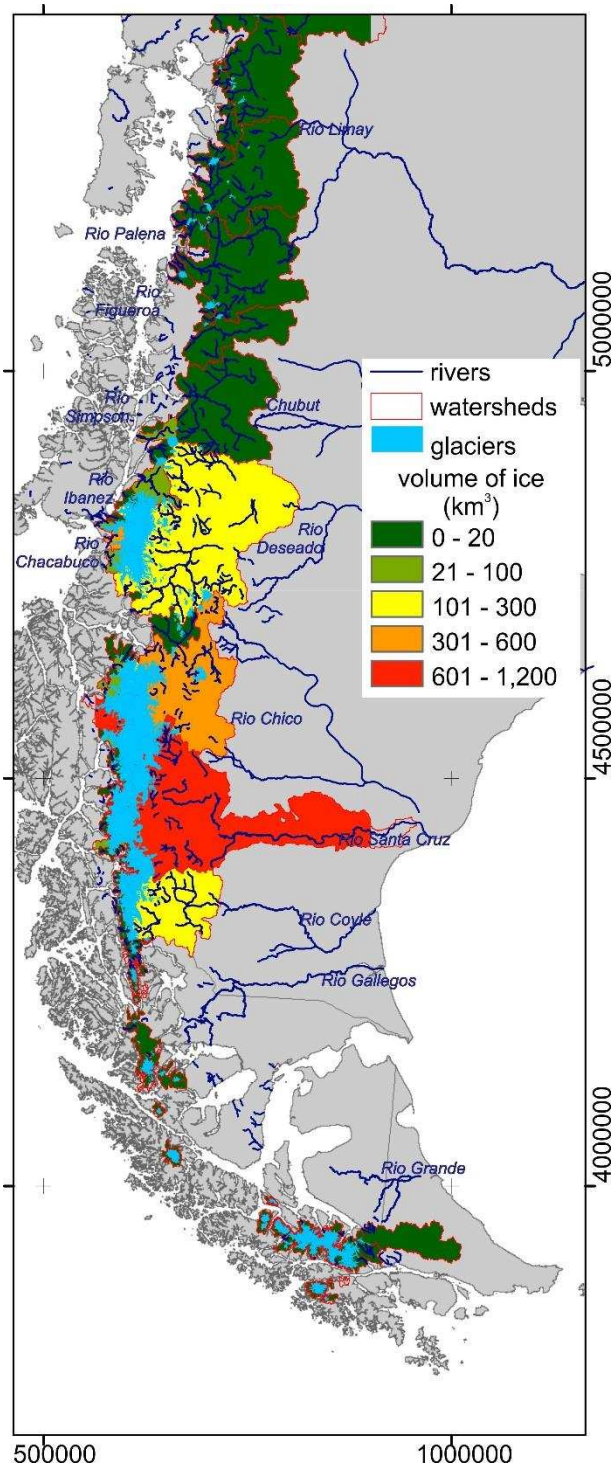 Rio Limay
Rio Palena
Rio
Figueroa
5000000
rivers
watersheds
glaciers
volume of ice
(km³)
0 - 20
21 - 100
101 - 300
301 - 600
601 - 1,200
Rio
Simpson
Chubut
Rio
Ibanez
Rio
Deseado
Rio
Chacabuco
Rio Chico
4500000
Rio Santa Cruz
Rio Coyle
Rio Gallegos
Rio Grande
4000000
500000
1000000